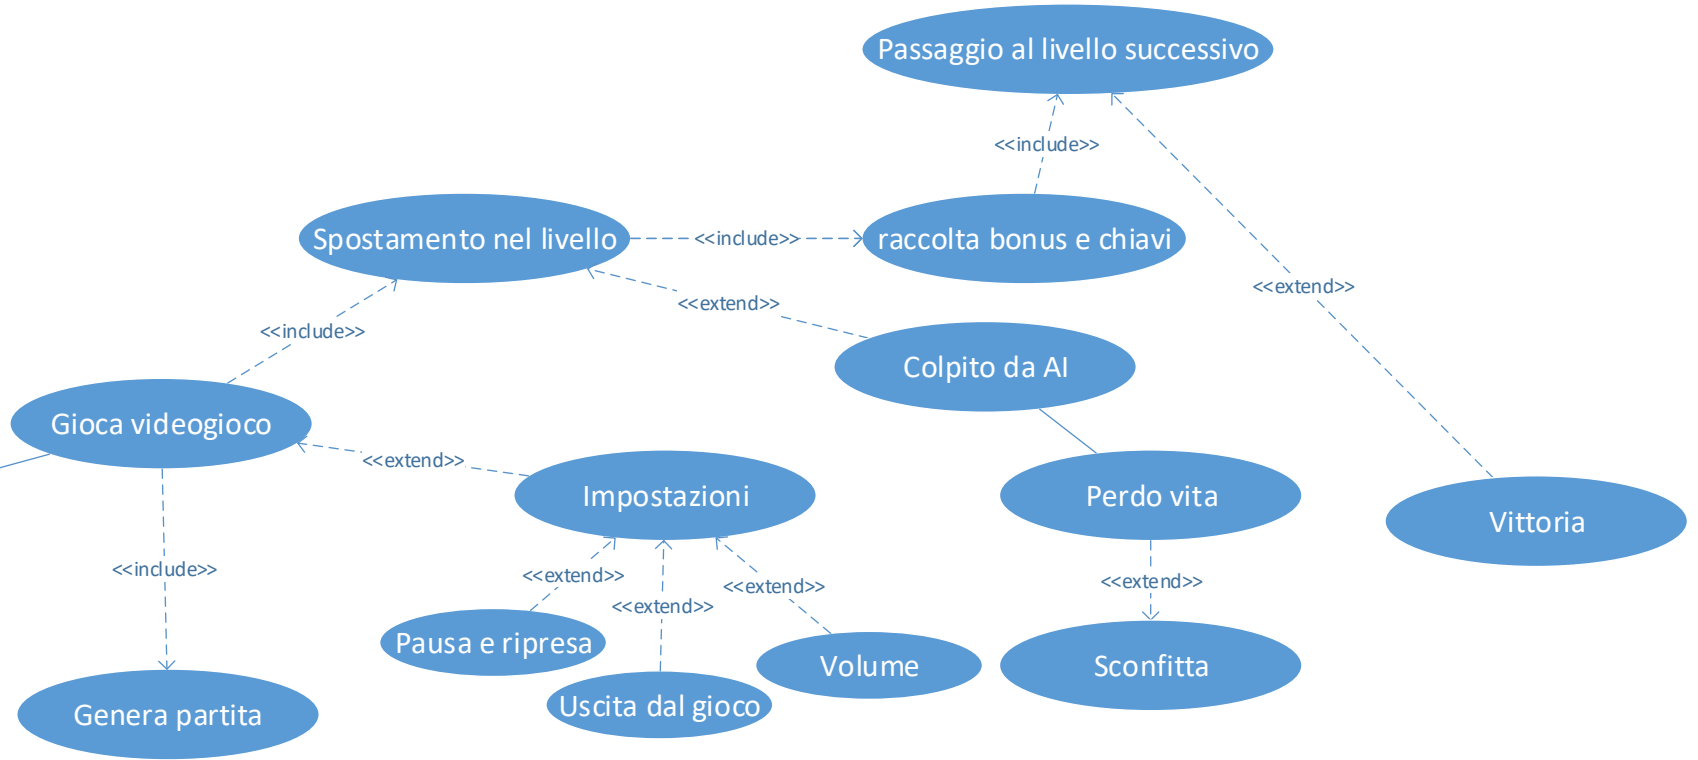 Passaggio al livello successivo
<<include>>
Spostamento nel livello
<<include>>
raccolta bonus e chiavi
<<extend>>
<<extend>>
<<include>>
Colpito da AI
Gioca videogioco
<<extend>>
Impostazioni
Perdo vita
Vittoria
<<include>>
<<extend>>
<<extend>>
<<extend>>
<<extend>>
Pausa e ripresa
Volume
Sconfitta
Uscita dal gioco
Genera partita